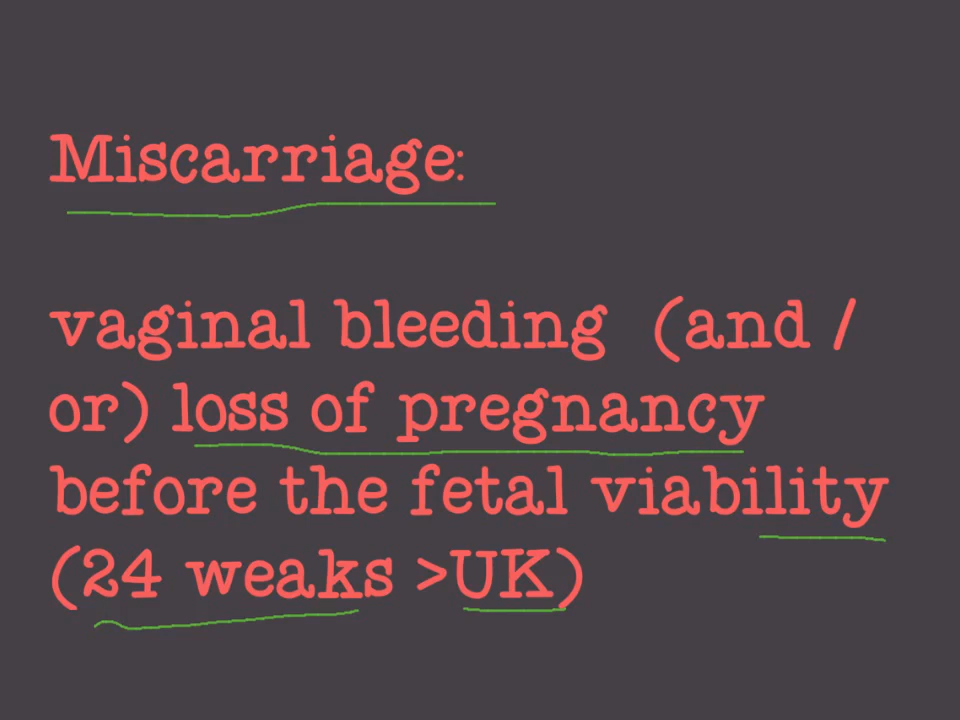 Miscarriage:
vaginal bleeding (and /
or) loss of pregnancy
before the fetal viability
(24 weaks >UK)